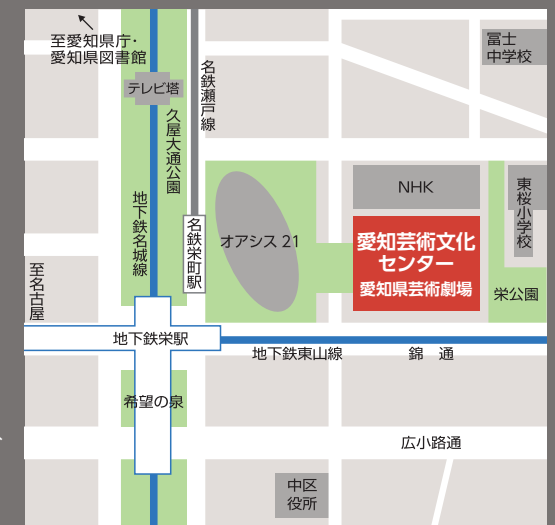 至愛知県庁・
愛知県図書館
冨士
中学校
テレビ塔
名鉄瀬戸線
久屋大通公園
NHK
東桜小学校
地下鉄名城線
名鉄栄町駅
オアシス21
愛知芸術文化
センター
愛知県芸術劇場
至名古屋
栄公園
地下鉄栄駅
地下鉄東山線
錦 通
希望の泉
広小路通
中区
役所